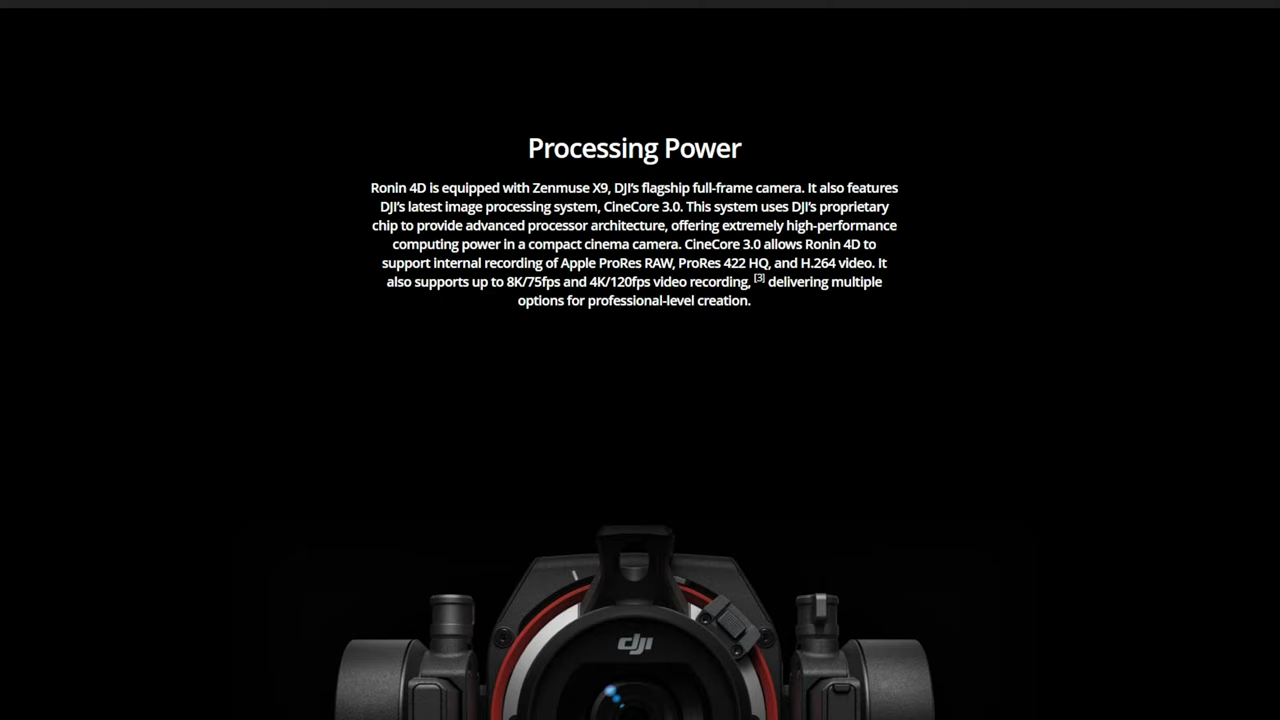 Processing Power
Ronin 4D is equipped with Zenmuse X9, DJI's flagship full-frame camera. It also features
DJI's latest image processing system, CineCore 3.0. This system uses DJI's proprietary
chip to provide advanced processor architecture, offering extremely high-performance
computing power in a compact cinema camera. CineCore 3.0 allows Ronin 4D to
support internal recording of Apple ProRes RAW, ProRes 422 HQ, and H.264 video. It
also supports up to 8K/75fps and 4K/120fps video recording, [3] delivering multiple
options for professional-level creation.
dji